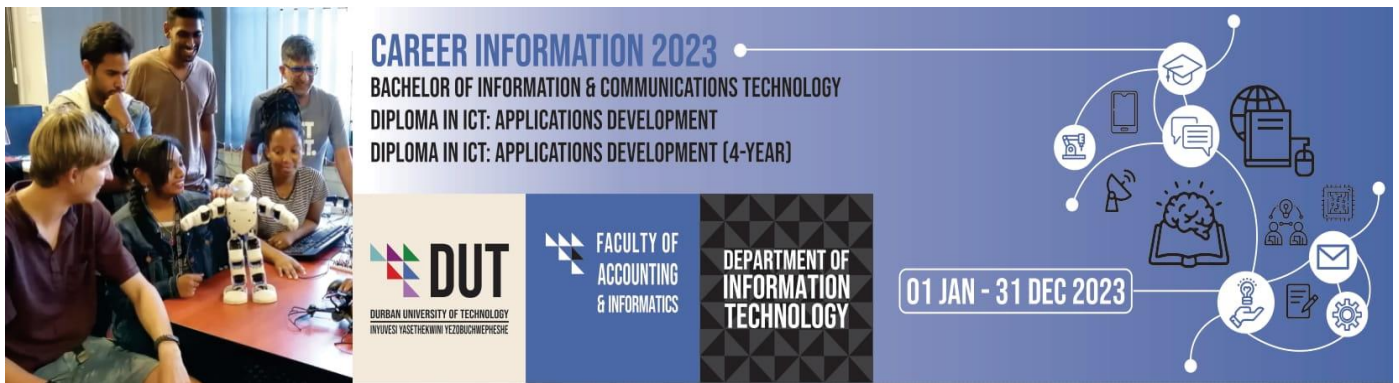 CAREER INFORMATION 2023
BACHELOR OF INFORMATION & COMMUNICATIONS TECHNOLOGY
DIPLOMA IN ICT: APPLICATIONS DEVELOPMENT
DIPLOMA IN ICT: APPLICATIONS DEVELOPMENT (4-YEAR)
DUT
DURBAN UNIVERSITY OF TECHNOLOGY
INYUVESI YASETHEKWINI YEZOBUCHWEPHESHE
FACULTY OF
ACCOUNTING
& INFORMATICS
DEPARTMENT OF
INFORMATION
TECHNOLOGY
01 JAN - 31 DEC 2023